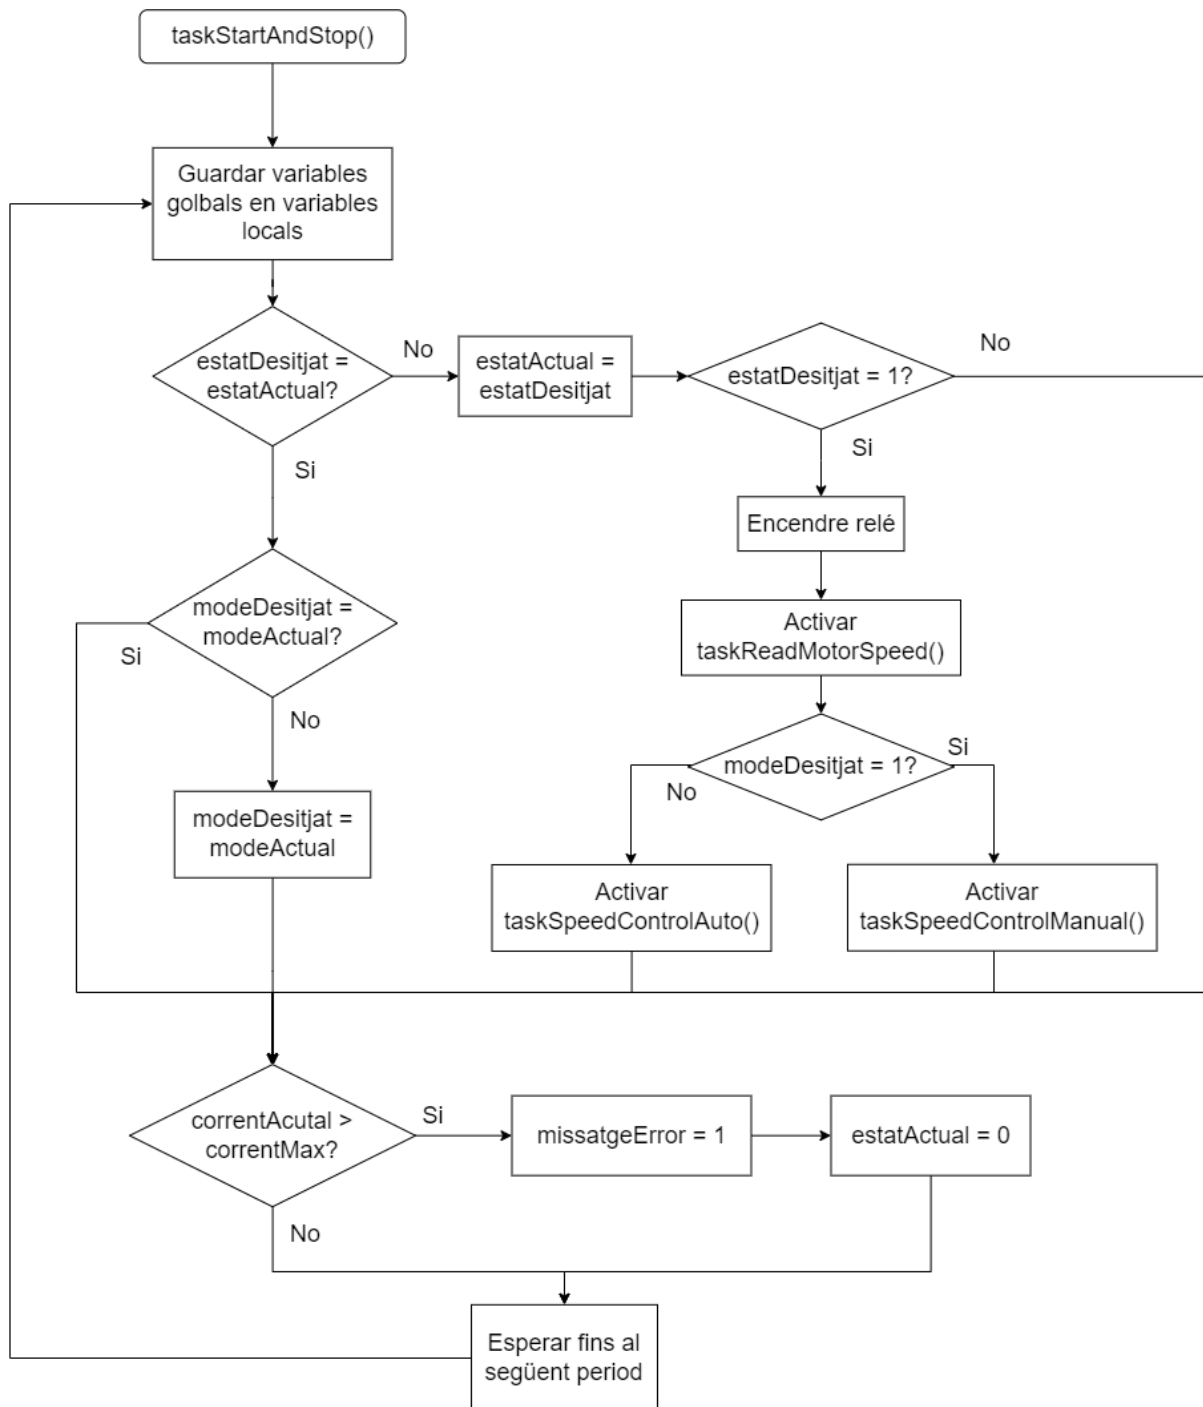 taskStartAndStop()
Guardar variables
golbals en variables
locals
estatDesitjat =
estatActual?
No
estatActual =
estatDesitjat
estatDesitjat = 1?
No
Si
Si
Encendre relé
modeDesitjat =
modeActual?
Si
No
Activar
taskReadMotorSpeed()
modeDesitjat = 1?
No
Si
modeDesitjat =
modeActual
Activar
taskSpeedControlAuto()
Activar
taskSpeedControlManual()
correntAcutal >
correntMax?
Si
missatgeError = 1
estatActual = 0
No
Esperar fins al
següent period